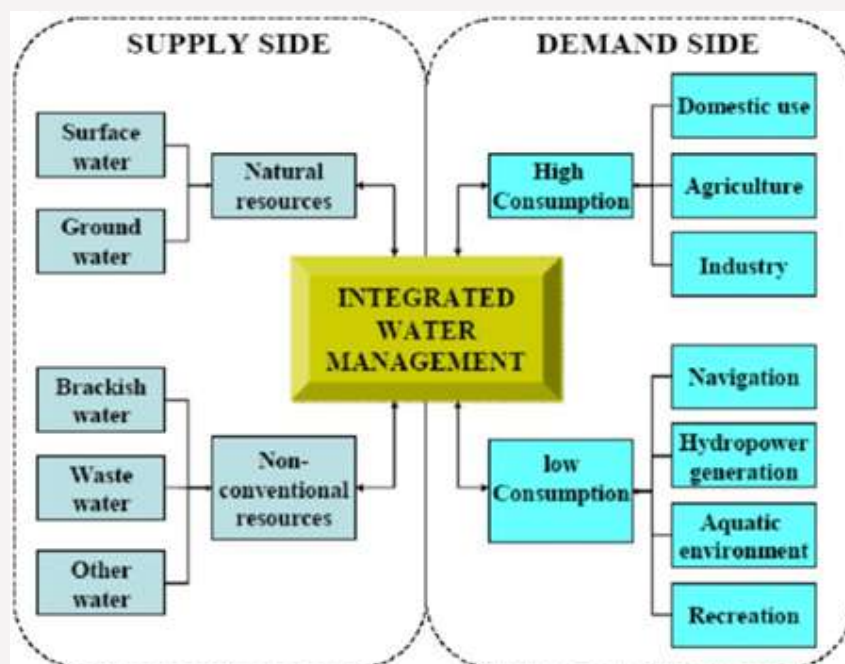 SUPPLY SIDE
Surface
water
Ground
water
Natural
resources
Brackish
water
Waste
water
Other
water
Non-
conventional
resources
INTEGRATED
WATER
MANAGEMENT
DEMAND SIDE
High
Consumption
Domestic use
Agriculture
Industry
low
Consumption
Navigation
Hydropower
generation
Aquatic
environment
Recreation